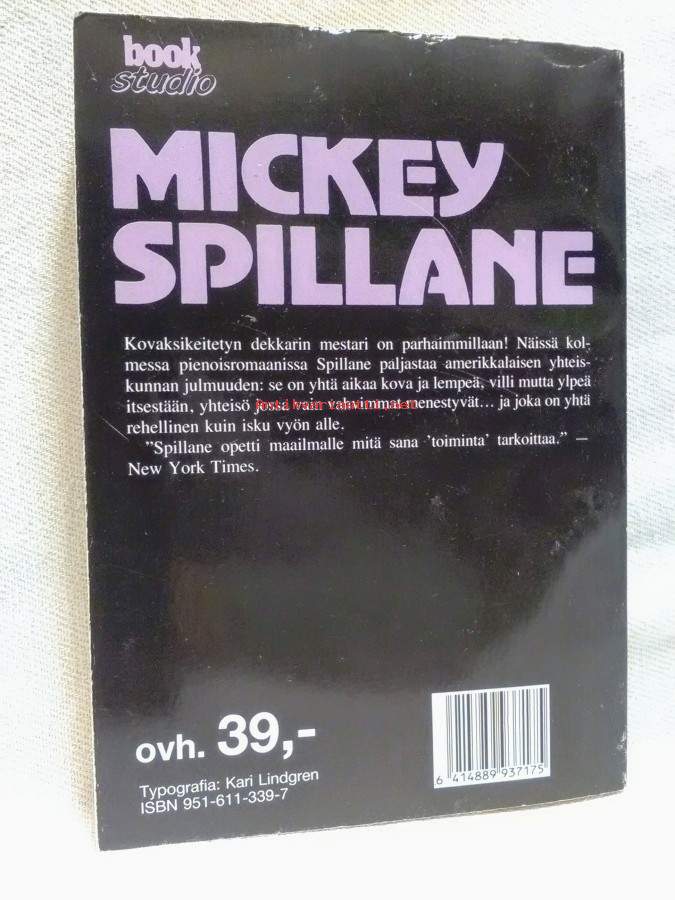 book
studio
MICKEY
SPILLANE
Kovaksikeitetyn dekkarin mestari on parhaimmillaan! Näissä kol-
messa pienoisromaanissa Spillane paljastaa amerikkalaisen yhteis-
kunnan julmuuden: se on yhtä aikaa kova ja lempeä, villi mutta ylpeä
itsestään, yhteisö jossa vain vahvimmat menestyvät... ja joka on yhtä
rehellinen kuin isku vyön alle.
”Spillane opetti maailmalle mitä sana ’toiminta’ tarkoittaa.” —
New York Times.
ovh. 39,-
Typografia: Kari Lindgren
ISBN 951-611-339-7
6 414889 937175